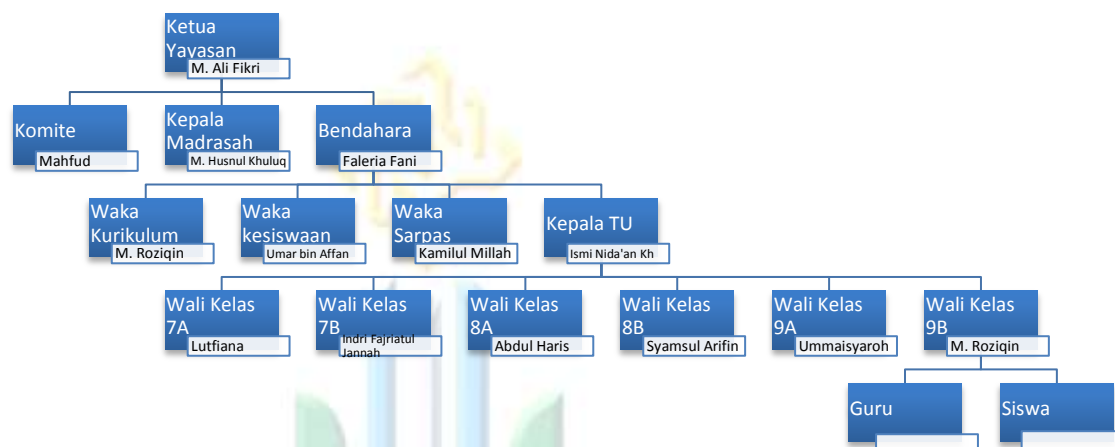 Ketua
Yayasan
M. Ali Fikri
Komite
Mahfud
Kepala
Madrasah
M. Husnul Khuluq
Bendahara
Faleria Fani
Waka
Kurikulum
M. Roziqin
Waka
kesiswaan
Umar bin Affan
Waka
Sarpas
Kamilul Millah
Kepala TU
Ismi Nida'an Kh
Wali Kelas
7A
Lutfiana
Wali Kelas
7B
Indri Fajriatul
Jannah
Wali Kelas
8A
Abdul Haris
Wali Kelas
8B
Syamsul Arifin
Wali Kelas
9A
Ummaisyaroh
Wali Kelas
9B
M. Roziqin
Guru
Siswa